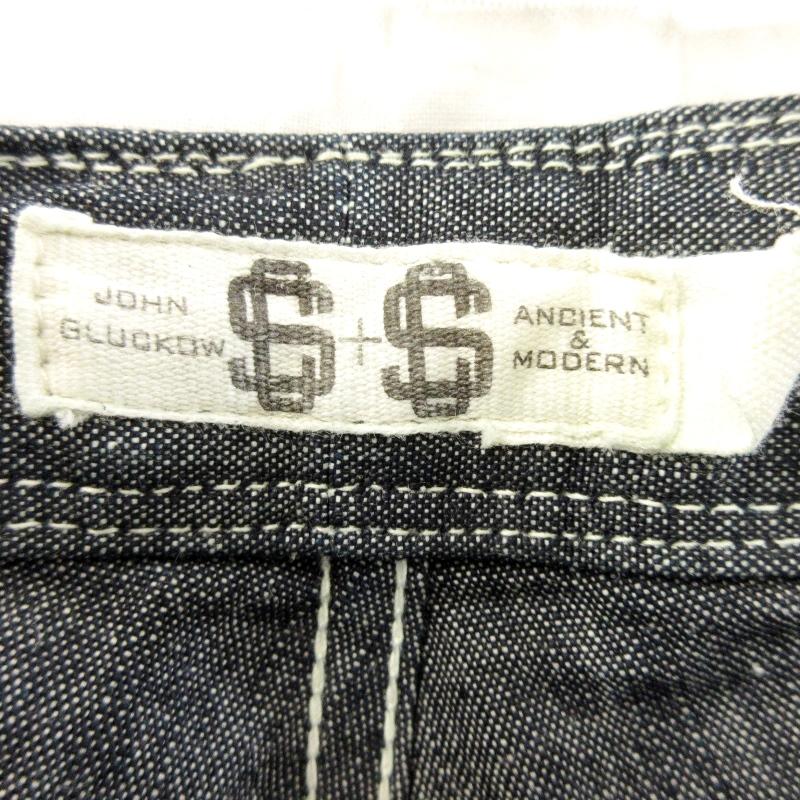 JOHN
GLUCKOW
+
ANCIENT
&
MODERN